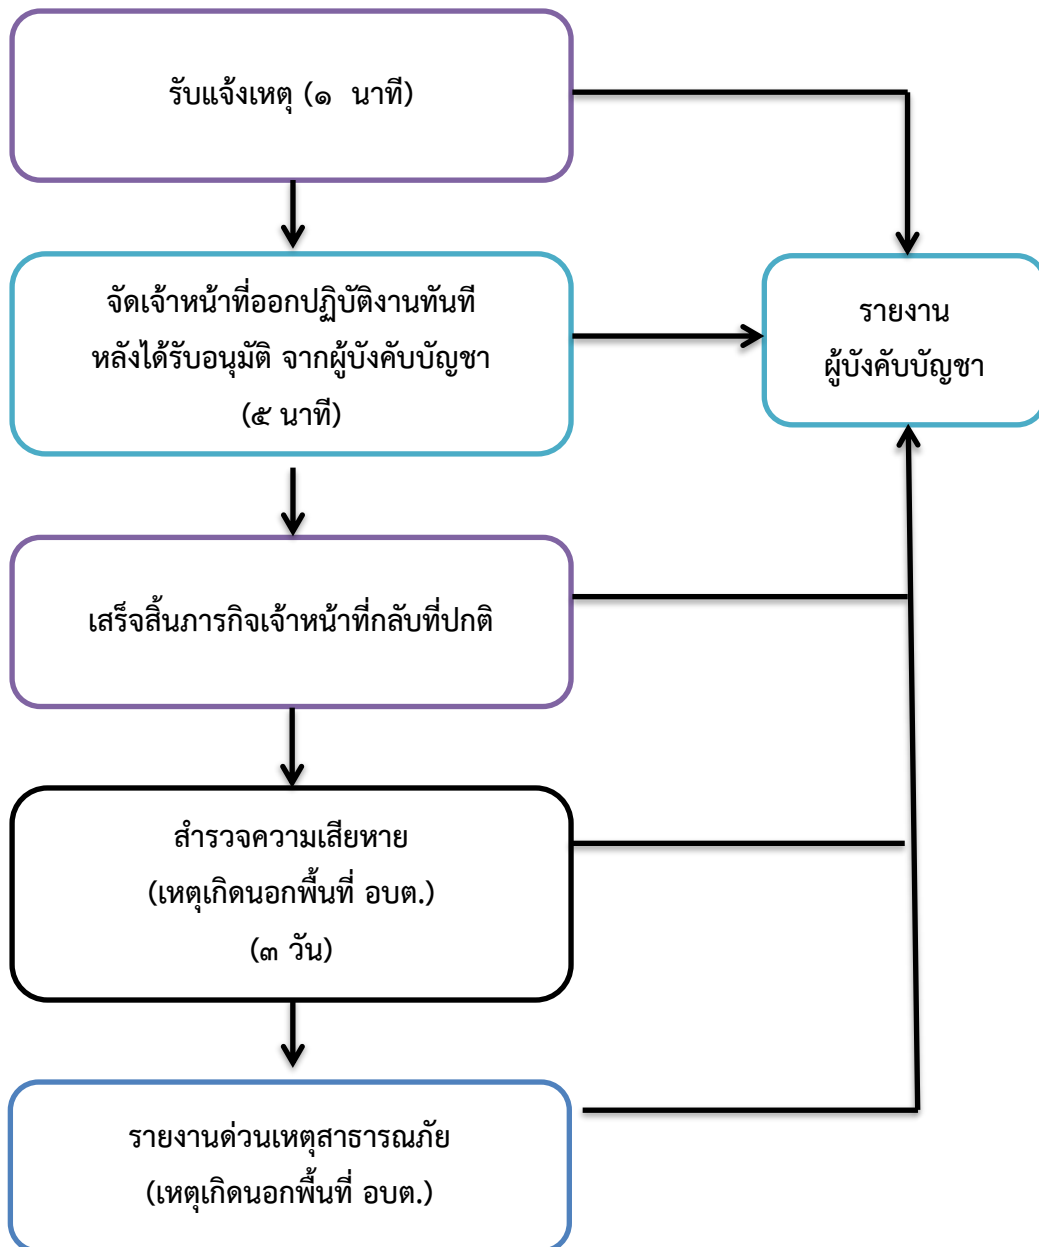 รับแจ้งเหตุ (๑  นาที)
จัดเจ้าหน้าที่ออกปฏิบัติงานทันที
หลังได้รับอนุมัติ จากผู้บังคับบัญชา
(๕ นาที)
รายงาน
ผู้บังคับบัญชา
เสร็จสิ้นภารกิจเจ้าหน้าที่กลับที่ปกติ
สำรวจความเสียหาย
(เหตุเกิดนอกพื้นที่ อบต.)
(๓ วัน)
รายงานด่วนเหตุสาธารณภัย
(เหตุเกิดนอกพื้นที่ อบต.)